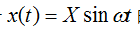 x(t) = X sin ωt